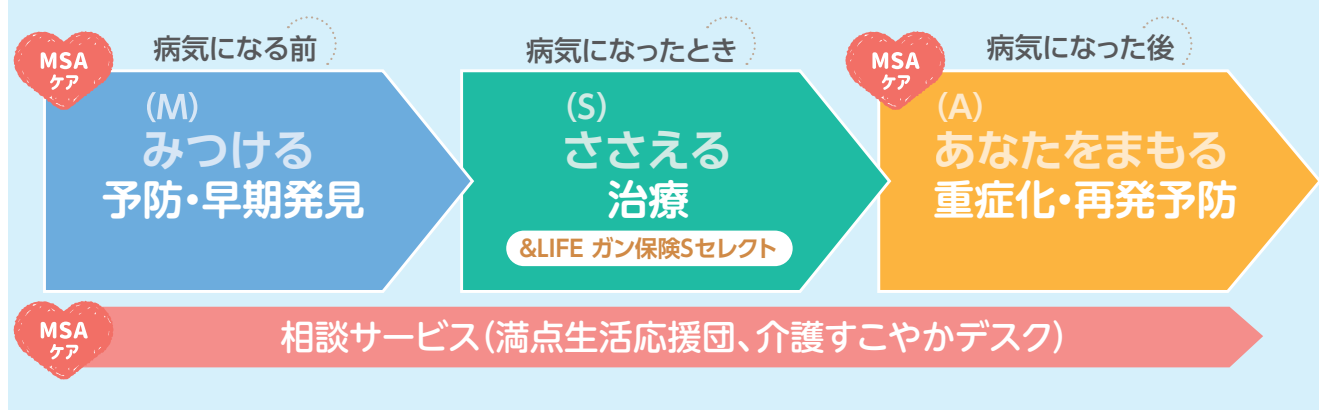 病気になる前
MSA
ケア
(M)
みつける
予防・早期発見
病気になったとき
(S)
ささえる
治療
&LIFE ガン保険Sセレクト
病気になった後
MSA
ケア
(A)
あなたをまもる
重症化・再発予防
MSA
ケア
相談サービス(満点生活応援団、介護すこやかデスク)